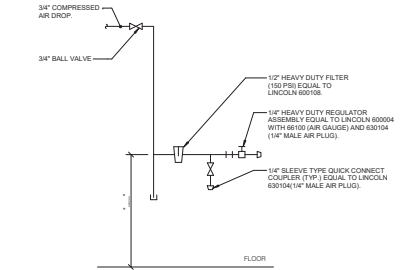 3/4" COMPRESSED
AIR DROP.
3/4" BALL VALVE
1/2" HEAVY DUTY FILTER
(150 PSI) EQUAL TO
LINCOLN 600108.
1/4" HEAVY DUTY REGULATOR
ASSEMBLY EQUAL TO LINCOLN 600004
WITH 66100 (AIR GAUGE) AND 630104
(1/4" MALE AIR PLUG).
1/4" SLEEVE TYPE QUICK CONNECT
COUPLER (TYP.) EQUAL TO LINCOLN
630104(1/4" MALE AIR PLUG).
FLOOR